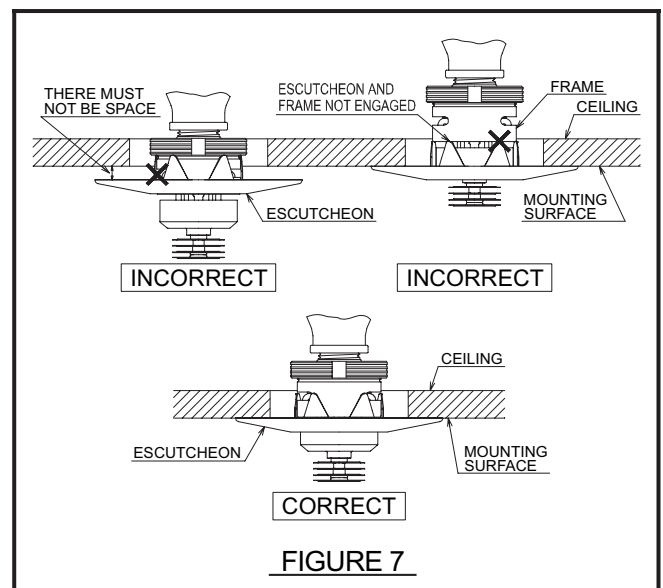 THERE MUST
NOT BE SPACE
ESCUTCHEON AND
FRAME NOT ENGAGED
FRAME
CEILING
ESCUTCHEON
MOUNTING
SURFACE
INCORRECT
INCORRECT
CEILING
ESCUTCHEON
MOUNTING
SURFACE
CORRECT
FIGURE 7